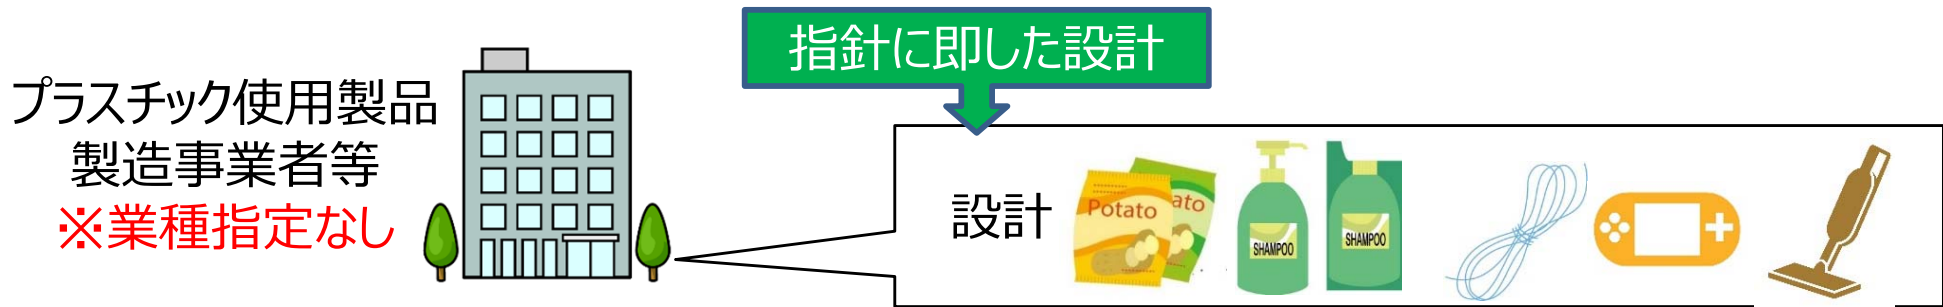 指針に即した設計
プラスチック使用製品
製造事業者等
※業種指定なし
設計
Potato
ato
SHAMPOO
SHAMPOO